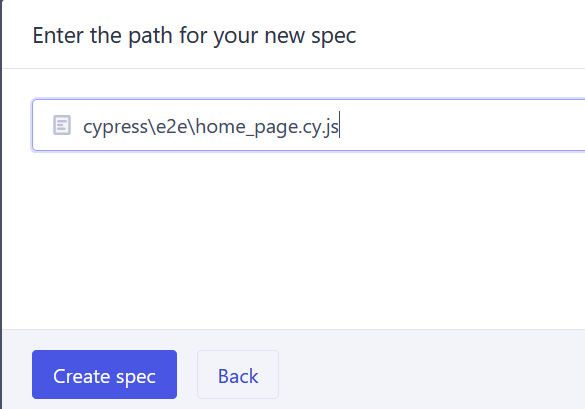 Enter the path for your new spec
cypress\e2e\home_page.cy.js
Create spec
Back